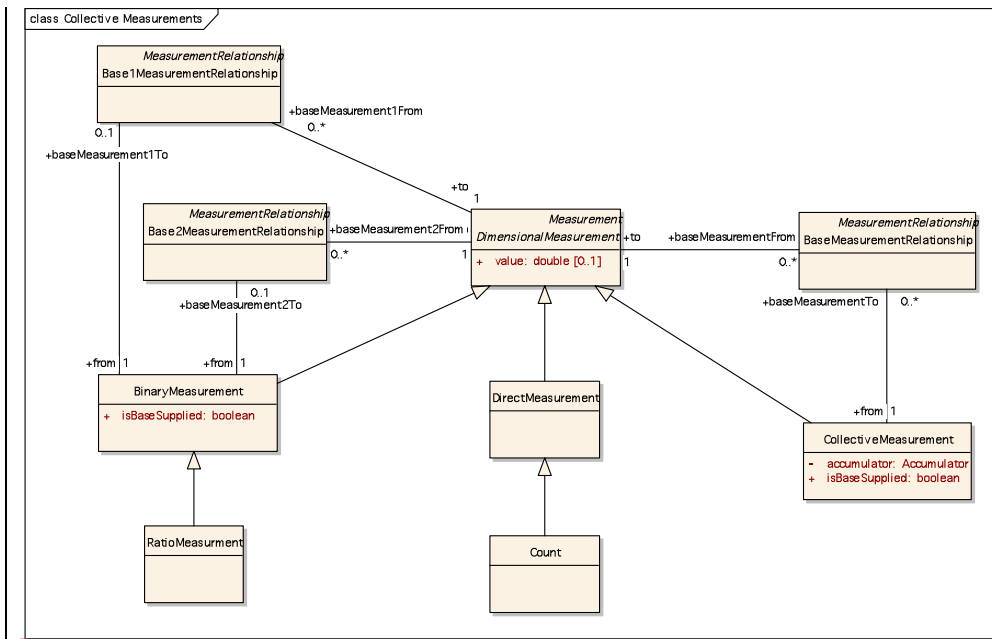 class Collective Measurements
MeasurementRelationship
Base1MeasurementRelationship
+baseMeasurement1From
0..*
0..1
+baseMeasurement1To
+to
1
MeasurementRelationship
Base2MeasurementRelationship
+baseMeasurement2From
0..*
1
0..1
+baseMeasurement2To
Measurement
DimensionalMeasurement
+ value: double [0..1]
+to
1
+baseMeasurementFrom
0..*
MeasurementRelationship
BaseMeasurementRelationship
+baseMeasurementTo
0..*
+from 1
+from 1
BinaryMeasurement
+ isBaseSupplied: boolean
DirectMeasurement
+from 1
CollectiveMeasurement
- accumulator: Accumulator
+ isBaseSupplied: boolean
RatioMeasurment
Count